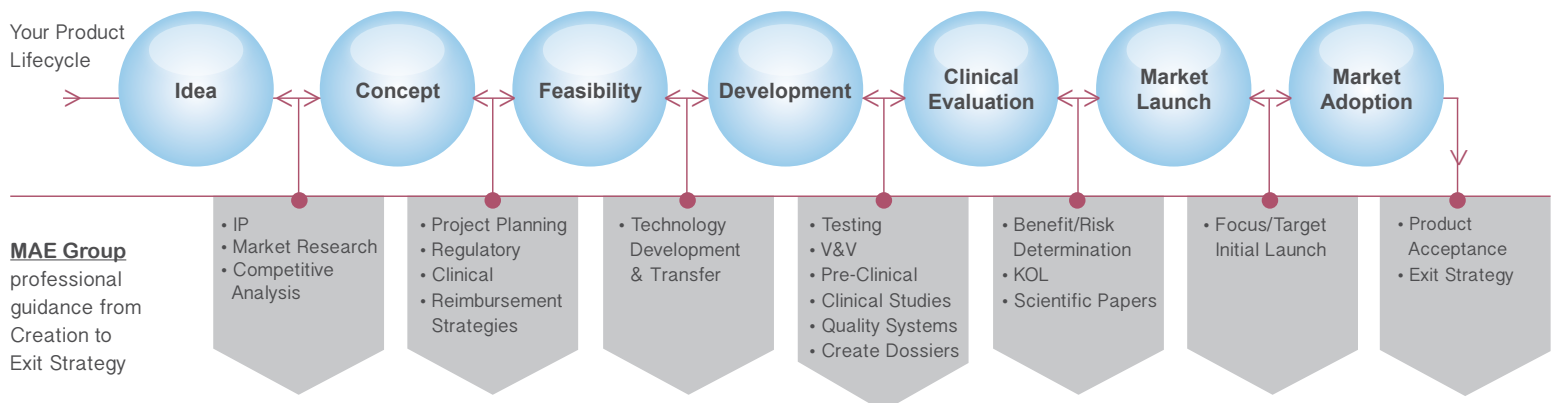 Your Product
Lifecycle
Idea
Concept
Feasibility
Development
Clinical
Evaluation
Market
Launch
Market
Adoption
MAE Group
professional
guidance from
Creation to
Exit Strategy
• IP
• Market Research
• Competitive
Analysis
• Project Planning
• Regulatory
• Clinical
• Reimbursement
Strategies
• Technology
Development
& Transfer
• Testing
• V&V
• Pre-Clinical
• Clinical Studies
• Quality Systems
• Create Dossiers
• Benefit/Risk
Determination
• KOL
• Scientific Papers
• Focus/Target
Initial Launch
• Product
Acceptance
• Exit Strategy